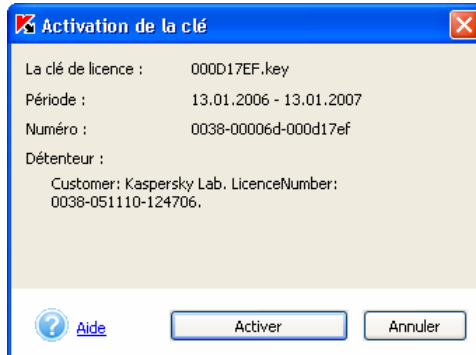 Activation de la clé
La clé de licence : 000D17EF.key
Période : 13.01.2006 - 13.01.2007
Numéro : 0038-00006d-000d17ef
Détenteur :
Customer: Kaspersky Lab. LicenceNumber:
0038-051110-124706.
Aide Activer Annuler